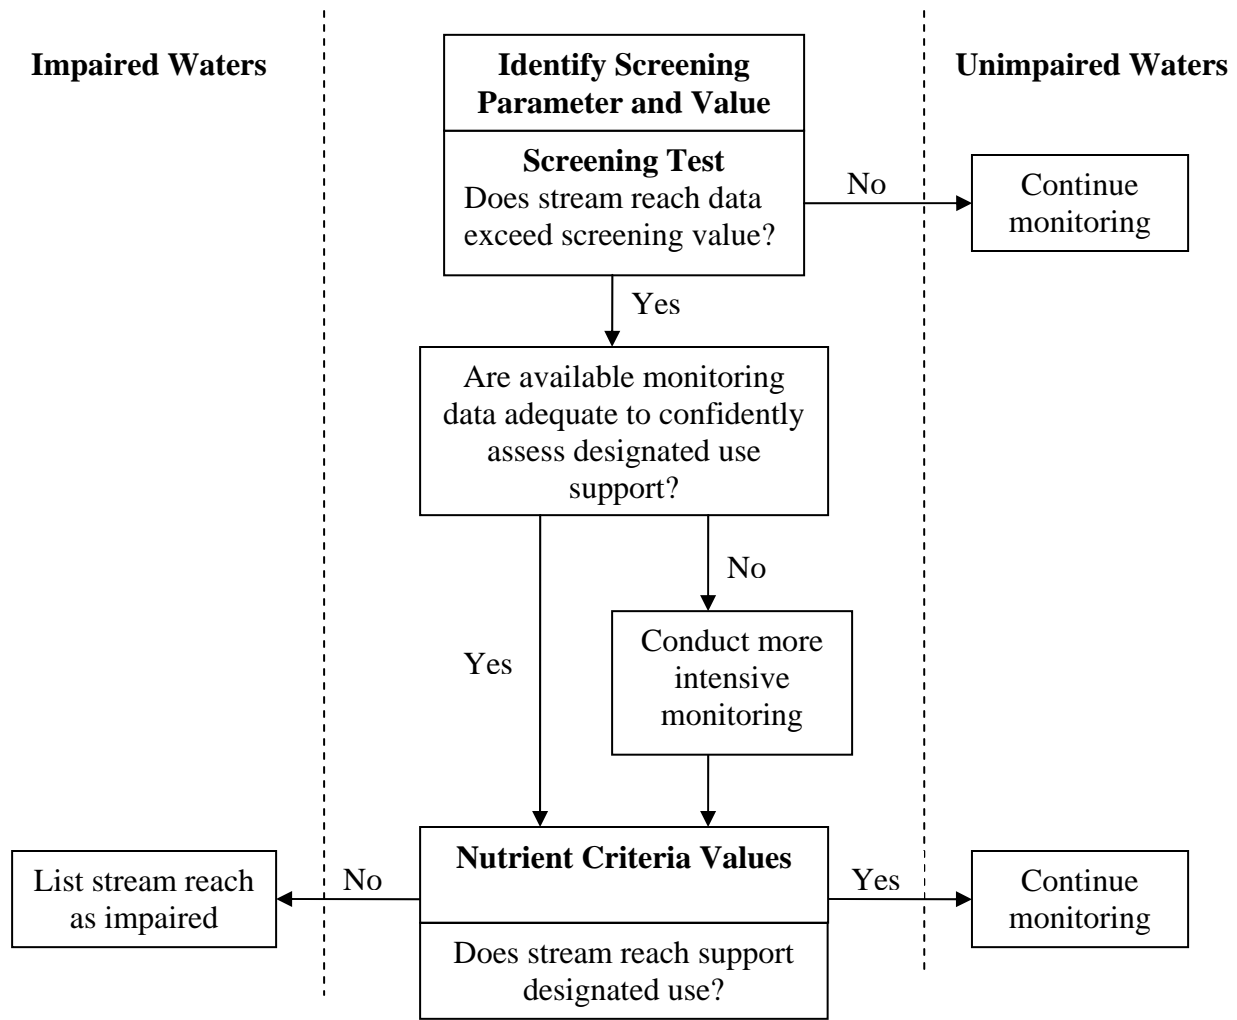 Impaired Waters
Identify Screening
Parameter and Value
Unimpaired Waters
Screening Test
Does stream reach data
exceed screening value?
No
Continue
monitoring
Yes
Are available monitoring
data adequate to confidently
assess designated use
support?
No
Yes
Conduct more
intensive
monitoring
Nutrient Criteria Values
List stream reach
as impaired
No
Yes
Continue
monitoring
Does stream reach support
designated use?